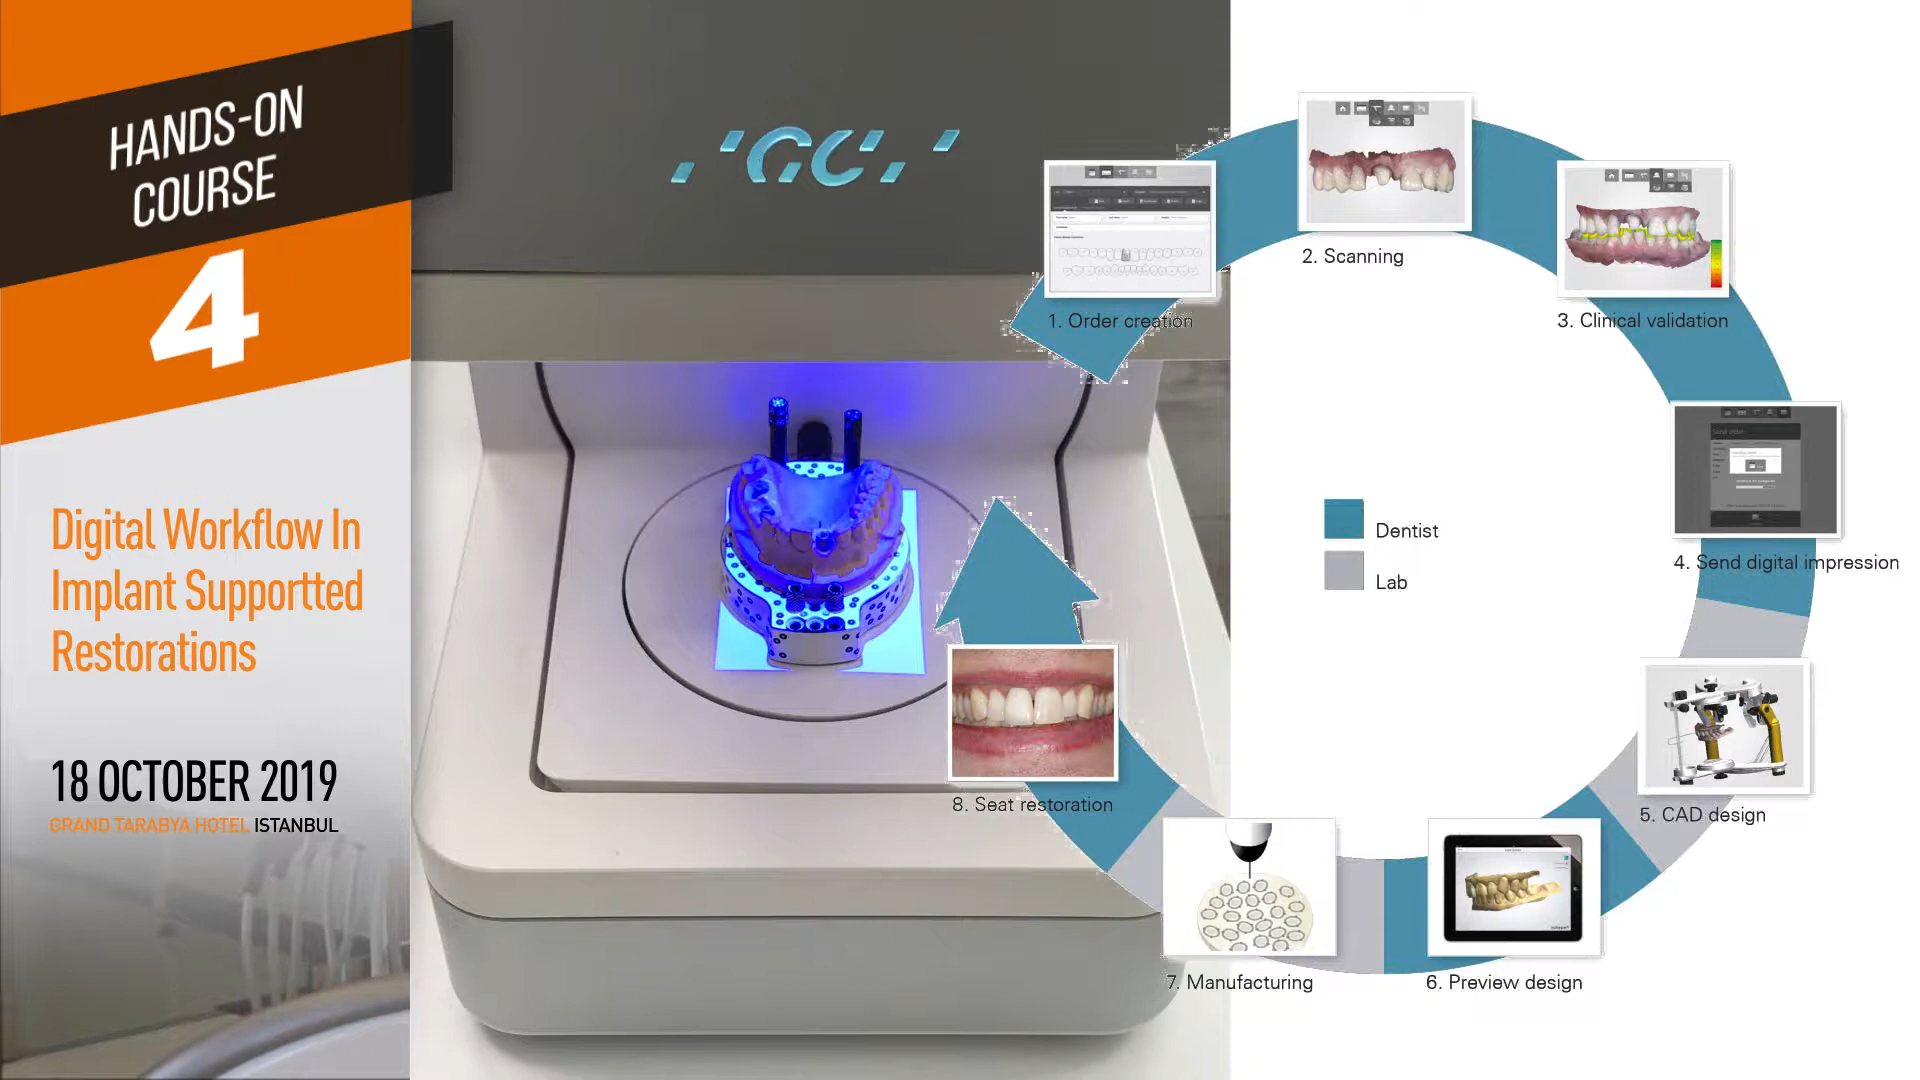 HANDS-ON
COURSE
4
Digital Workflow In
Implant Supportted
Restorations
18 OCTOBER 2019
GRAND TARABYA HOTEL ISTANBUL
GC
1. Order creation
2. Scanning
3. Clinical validation
Send order
4. Send digital impression
Dentist
Lab
5. CAD design
6. Preview design
7. Manufacturing
8. Seat restoration